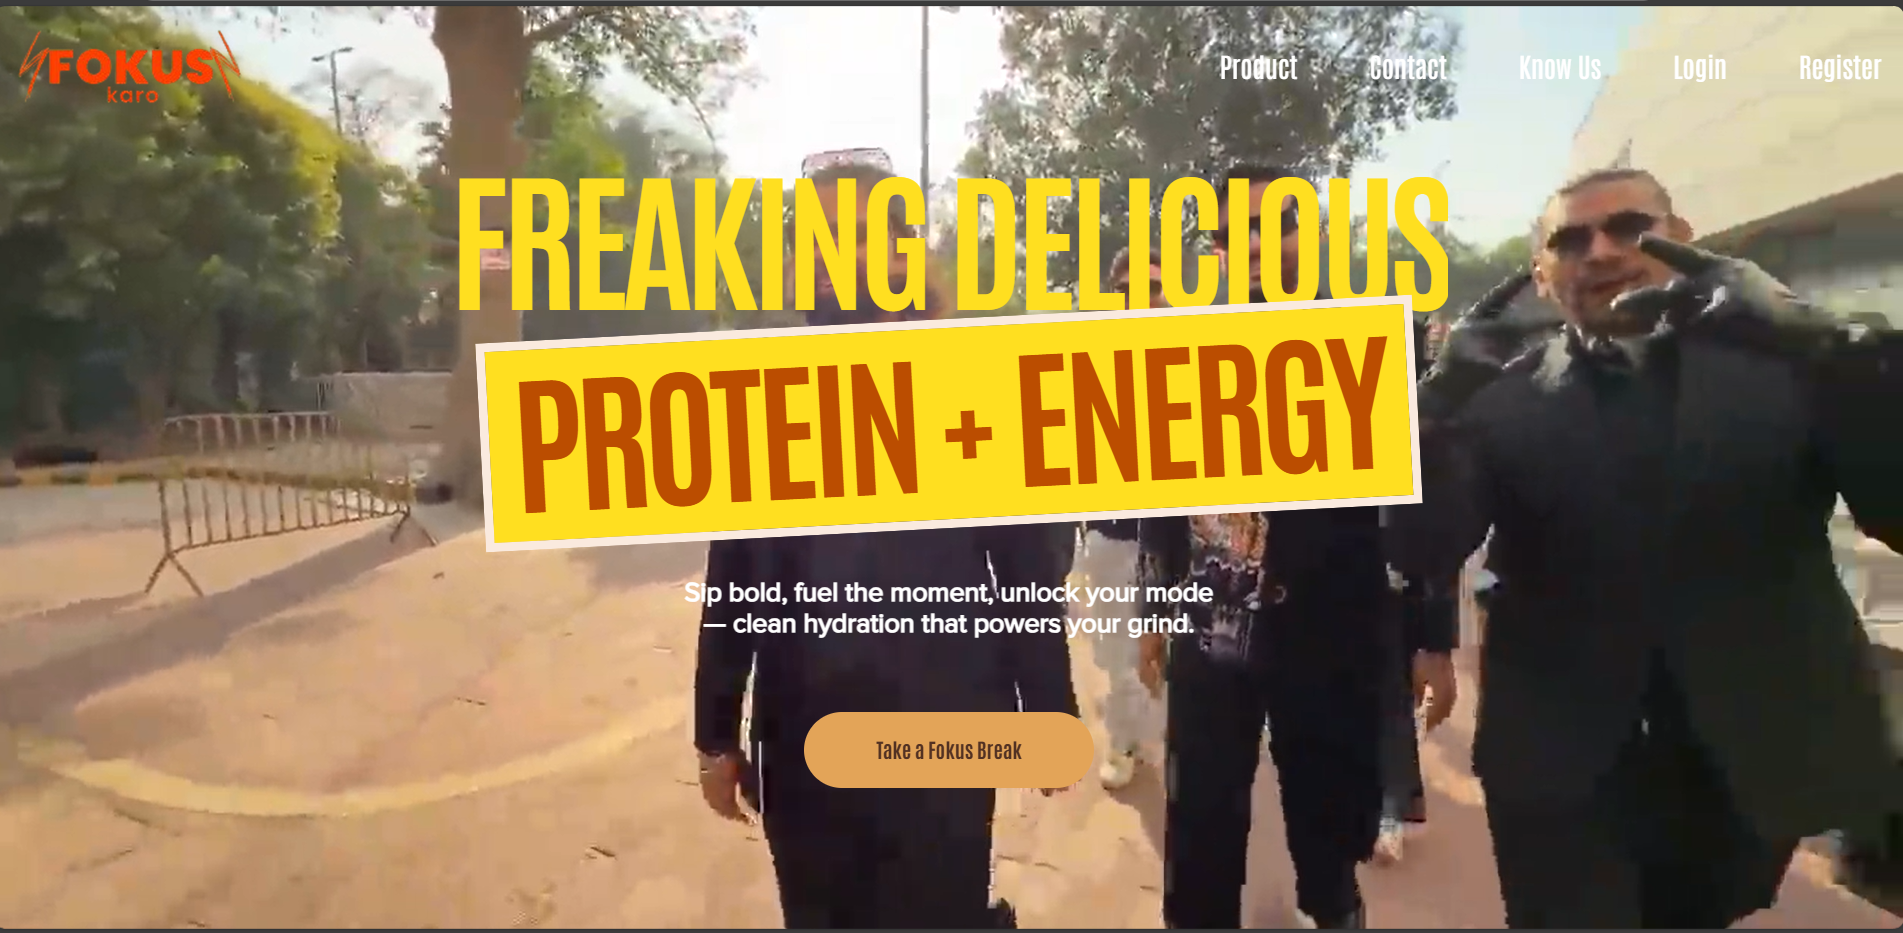 FOKUS
karo
Product
Contact
Know Us
Login
Register
FREAKING DELICIOUS
PROTEIN + ENERGY
Sip bold, fuel the moment, unlock your mode
— clean hydration that powers your grind.
Take a Fokus Break